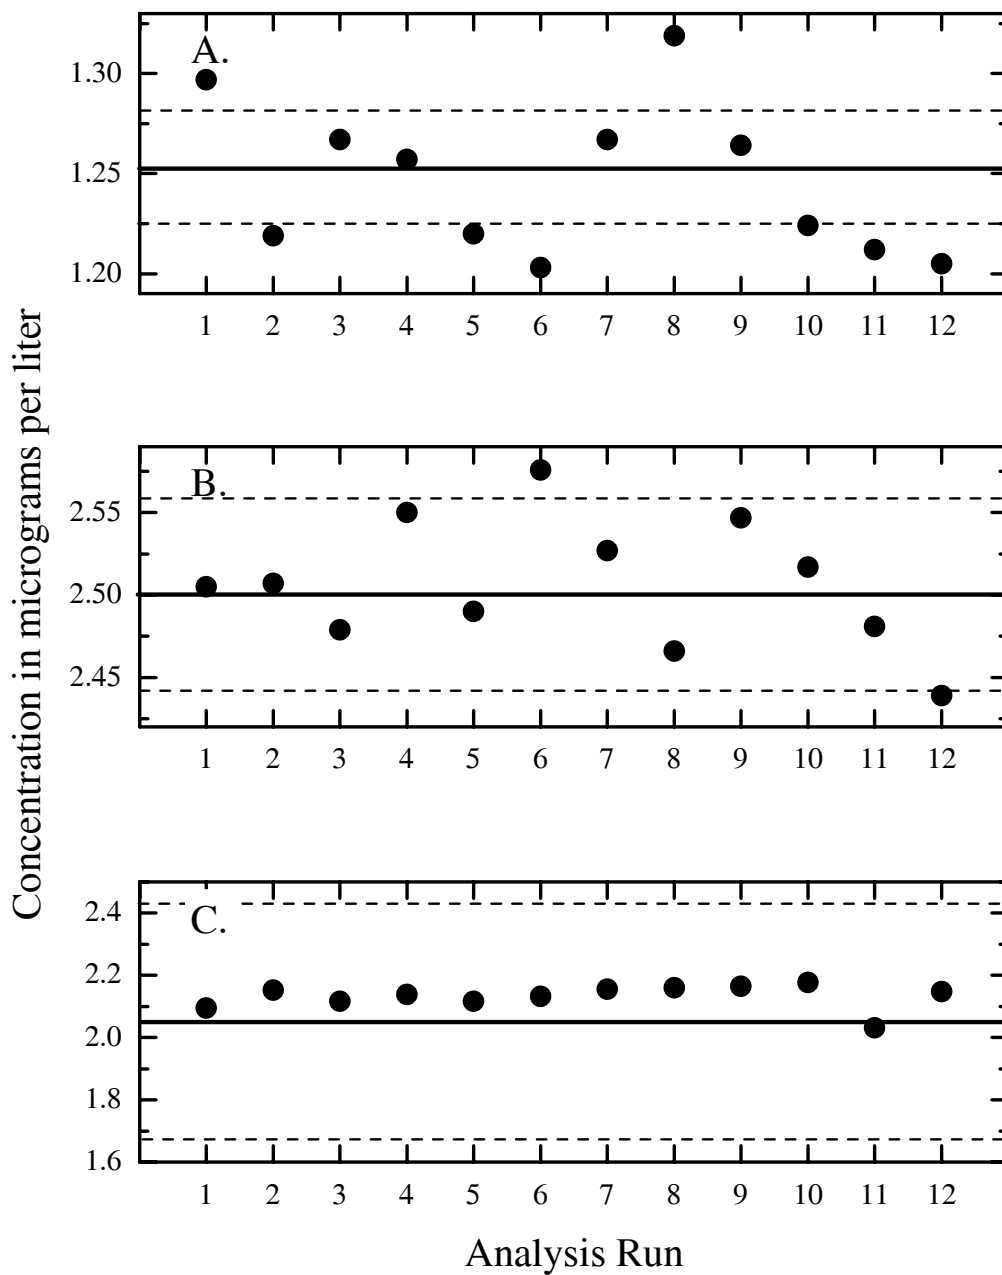 Concentration in micrograms per liter
A.
1.30
1.25
1.20
1 2 3 4 5 6 7 8 9 10 11 12
B.
2.55
2.50
2.45
1 2 3 4 5 6 7 8 9 10 11 12
C.
2.4
2.2
2.0
1.8
1.6
1 2 3 4 5 6 7 8 9 10 11 12
Analysis Run